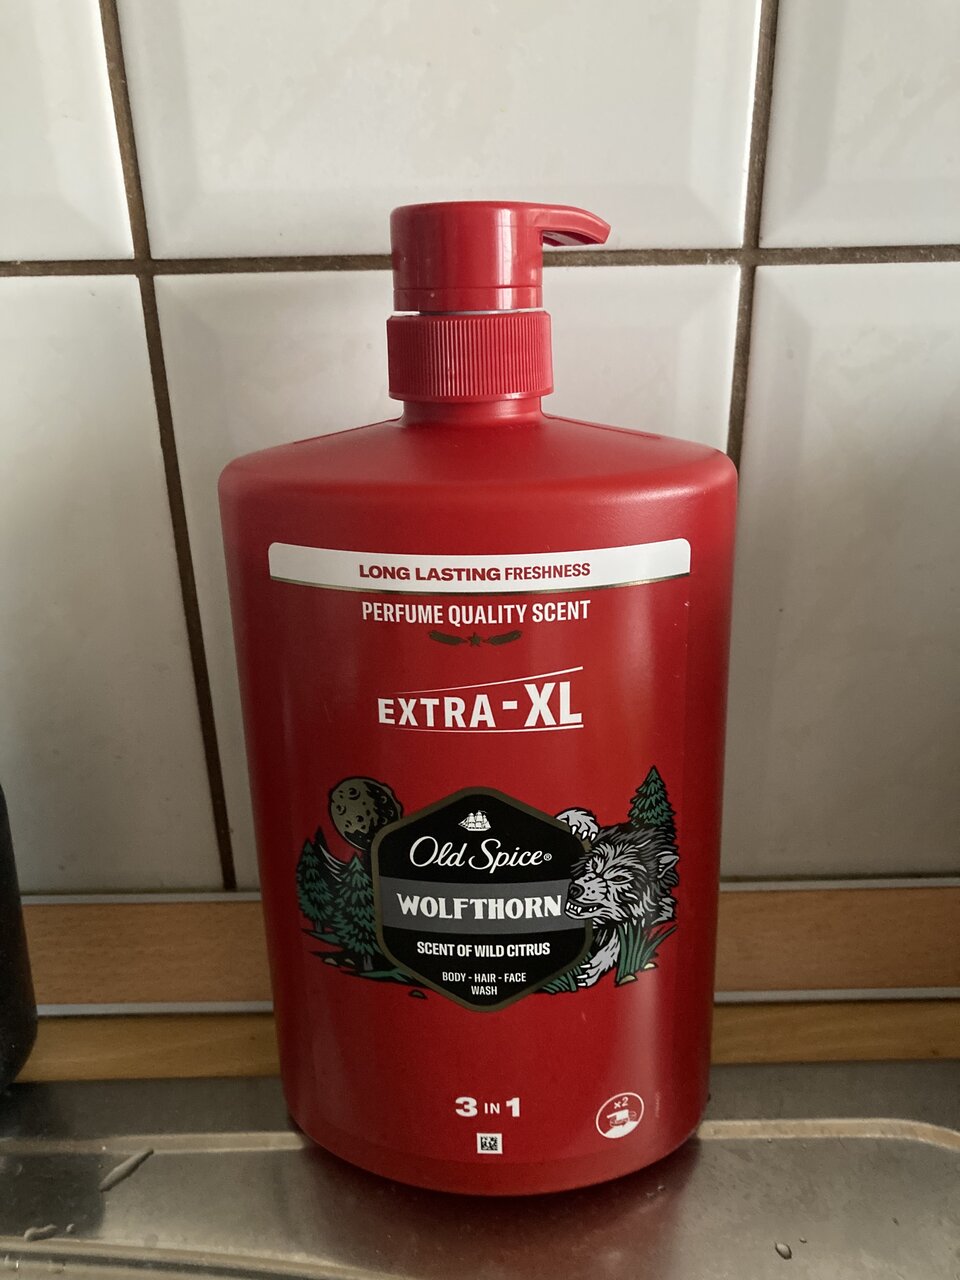 LONG LASTING FRESHNESS
PERFUME QUALITY SCENT
EXTRA-XL
Old Spice®
WOLFTHORN
SCENT OF WILD CITRUS
BODY - HAIR - FACE
WASH
3 IN 1
x2